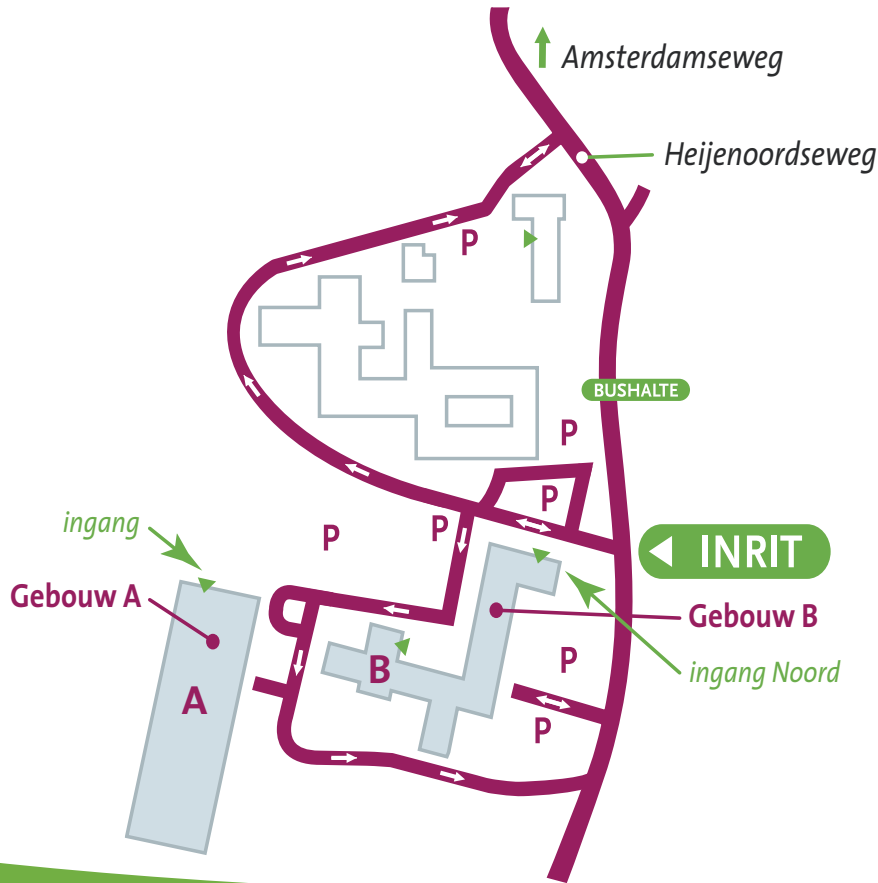 Amsterdamseweg
Heijenoordseweg
P
BUSHALTE
P
P
ingang
P
P
INRIT
Gebouw A
Gebouw B
P
ingang Noord
B
A
P